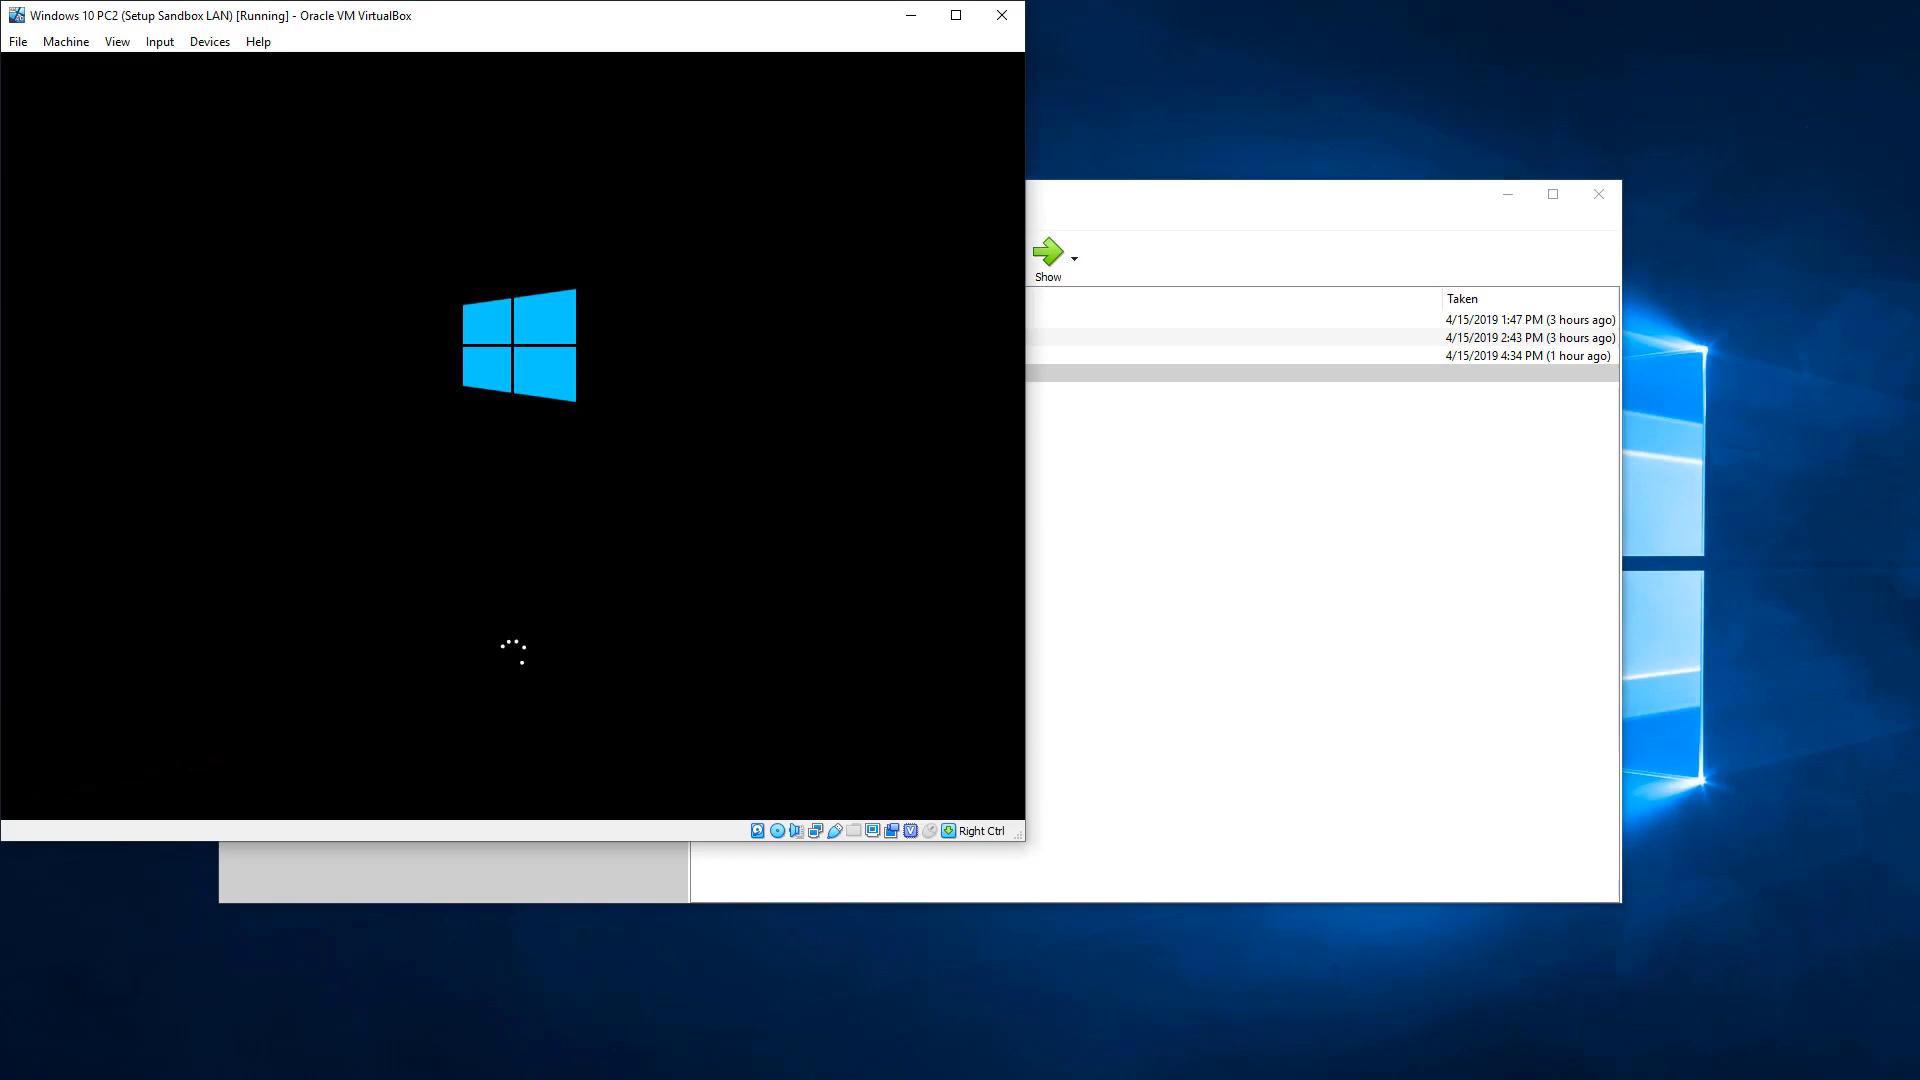 Windows 10 PC2 (Setup Sandbox LAN) [Running] - Oracle VM VirtualBox
File Machine View Input Devices Help
Show
Taken
4/15/2019 1:47 PM (3 hours ago)
4/15/2019 2:43 PM (3 hours ago)
4/15/2019 4:34 PM (1 hour ago)
Right Ctrl